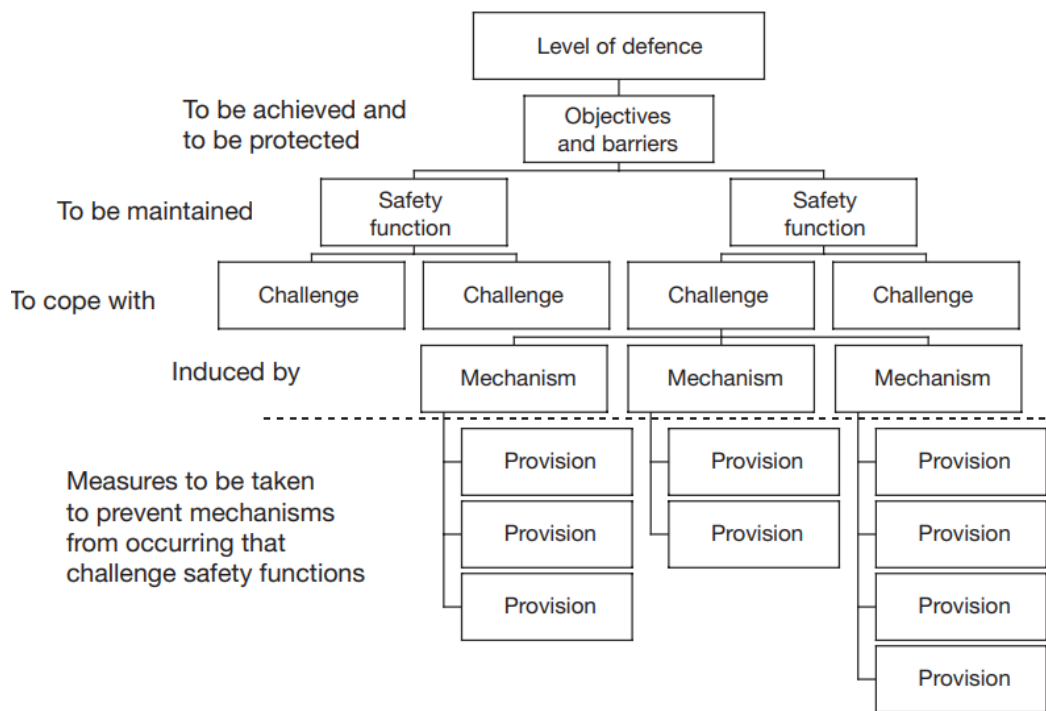 Level of defence
To be achieved and
to be protected
Objectives
and barriers
To be maintained
Safety
function
Safety
function
To cope with
Challenge
Challenge
Challenge
Challenge
Induced by
Mechanism
Mechanism
Mechanism
Measures to be taken
to prevent mechanisms
from occurring that
challenge safety functions
Provision
Provision
Provision
Provision
Provision
Provision
Provision
Provision
Provision